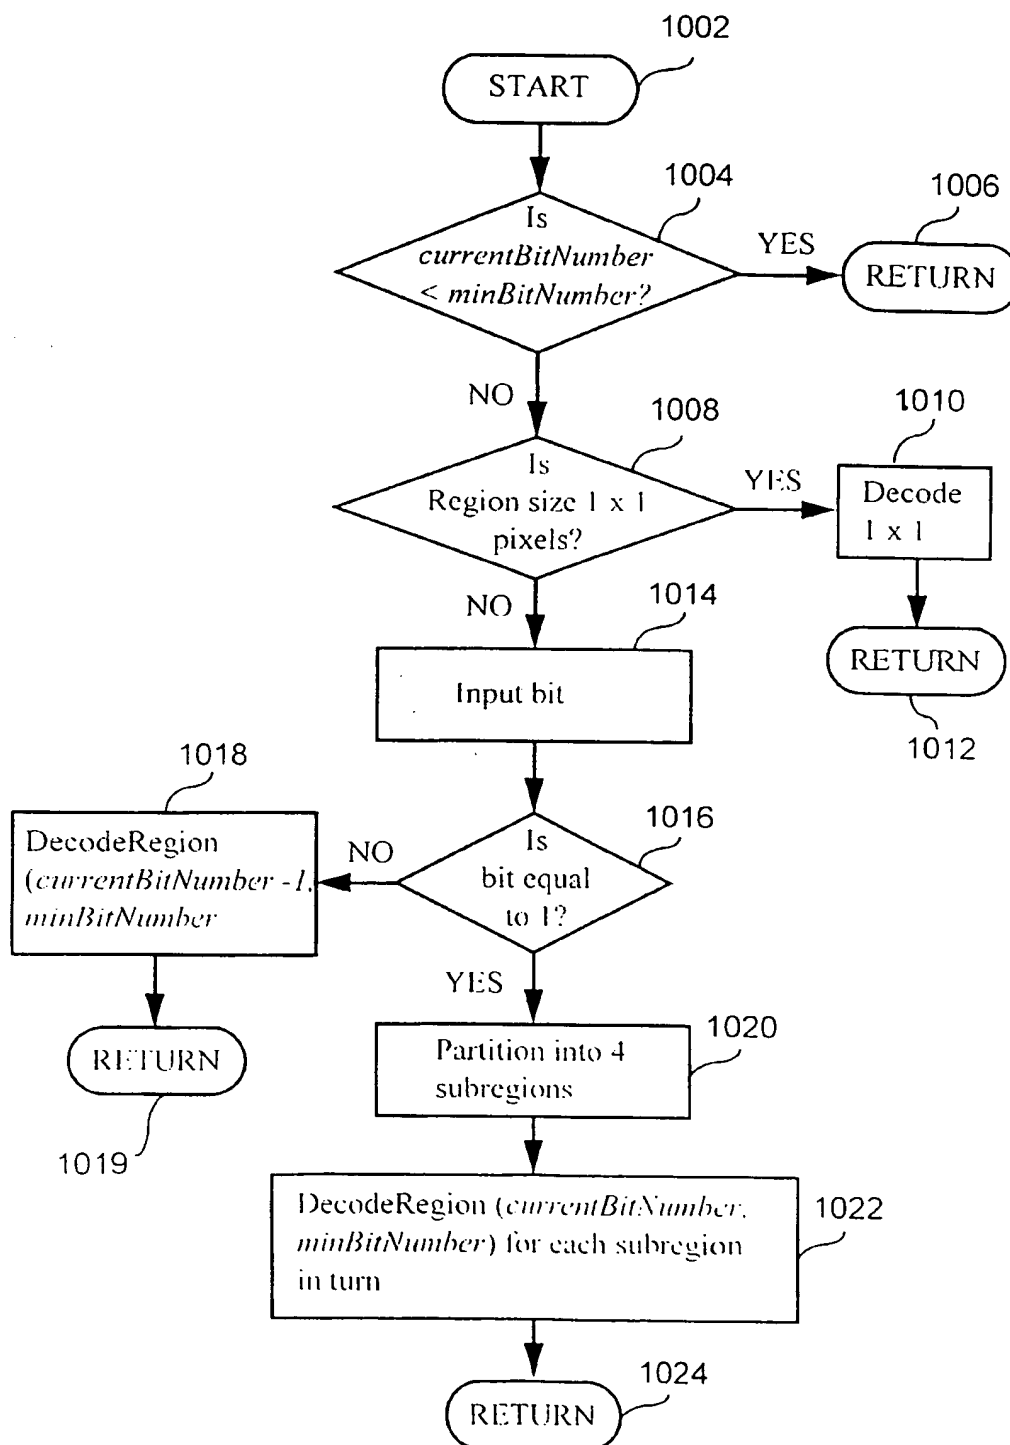 1002
START
1004
Is
currentBitNumber
< minBitNumber?
YES
1006
RETURN
NO
1008
Is
Region size 1 x 1
pixels?
YES
1010
Decode
1 x 1
NO
1014
RETURN
1012
Input bit
1018
DecodeRegion
(currentBitNumber -1,
minBitNumber
NO
1016
Is
bit equal
to 1?
YES
RETURN
1019
1020
Partition into 4
subregions
1022
DecodeRegion (currentBitNumber,
minBitNumber) for each subregion
in turn
1024
RETURN